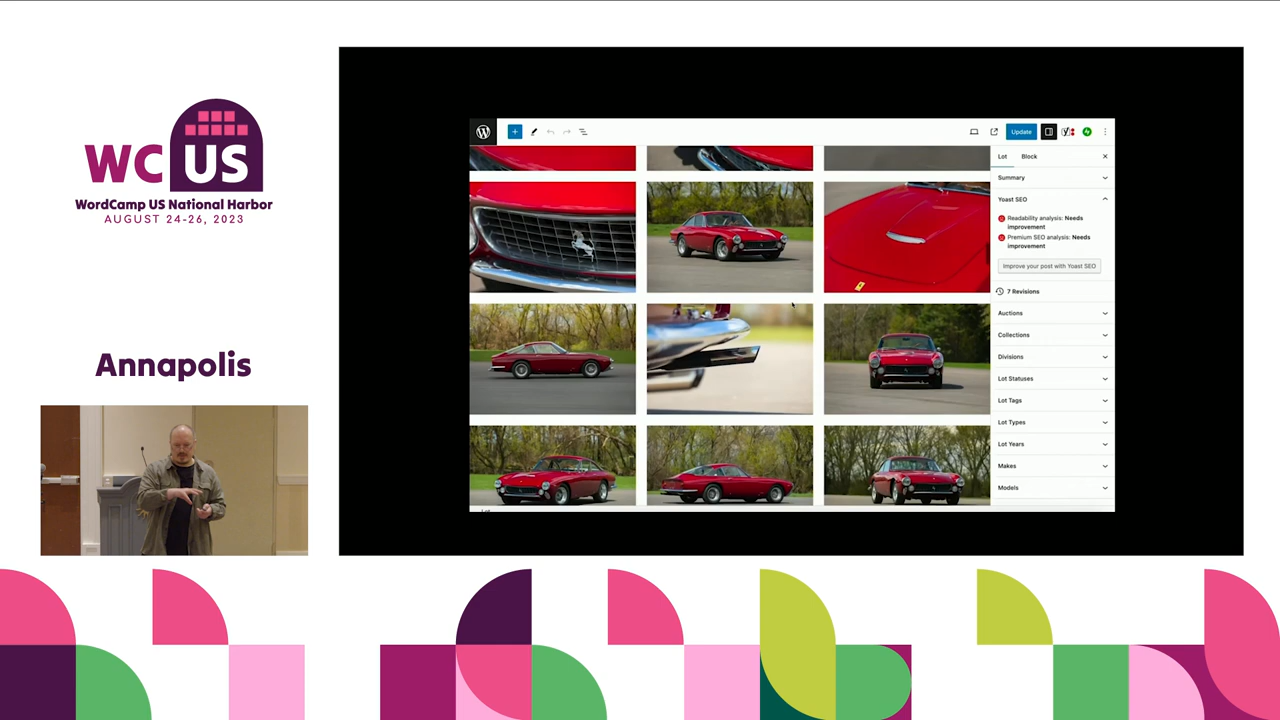 WC US
WordCamp US National Harbor
AUGUST 24-26, 2023
Annapolis
Update
Lot
Block
Summary
Yoast SEO
Readability analysis: Needs
improvement
Premium SEO analysis: Needs
improvement
Improve your post with Yoast SEO
7 Revisions
Auctions
Collections
Divisions
Lot Statuses
Lot Tags
Lot Types
Lot Years
Makes
Models
Lot